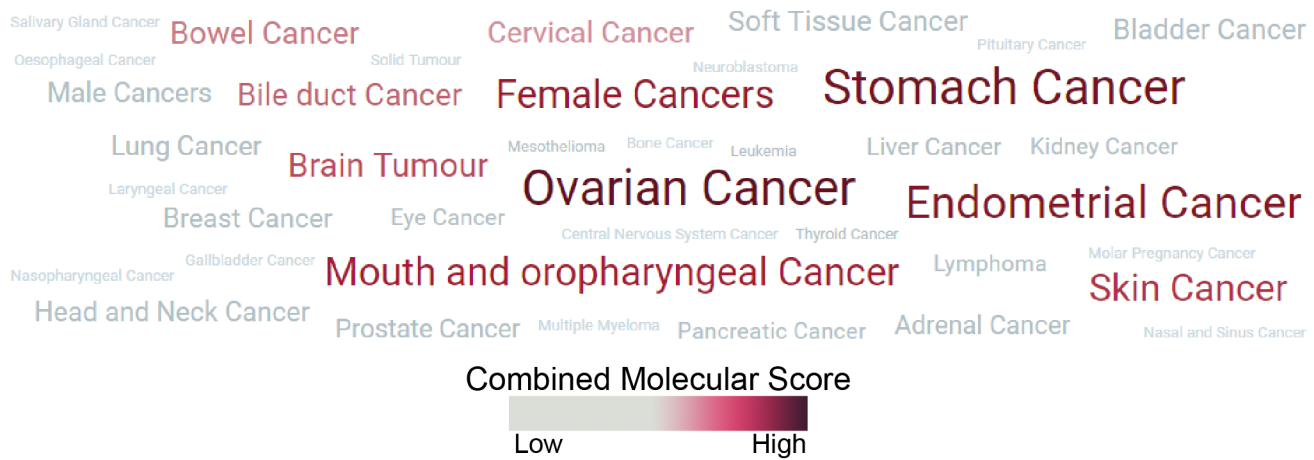 Salivary Gland Cancer
Bowel Cancer
Cervical Cancer
Soft Tissue Cancer
Pituitary Cancer
Bladder Cancer
Oesophageal Cancer
Solid Tumour
Neuroblastoma
Male Cancers
Bile duct Cancer
Female Cancers
Stomach Cancer
Lung Cancer
Brain Tumour
Mesothelioma
Bone Cancer
Leukemia
Liver Cancer
Kidney Cancer
Laryngeal Cancer
Ovarian Cancer
Endometrial Cancer
Breast Cancer
Eye Cancer
Central Nervous System Cancer
Thyroid Cancer
Nasopharyngeal Cancer
Gallbladder Cancer
Mouth and oropharyngeal Cancer
Lymphoma
Molar Pregnancy Cancer
Skin Cancer
Head and Neck Cancer
Prostate Cancer
Multiple Myeloma
Pancreatic Cancer
Adrenal Cancer
Nasal and Sinus Cancer
Combined Molecular Score
Low
High